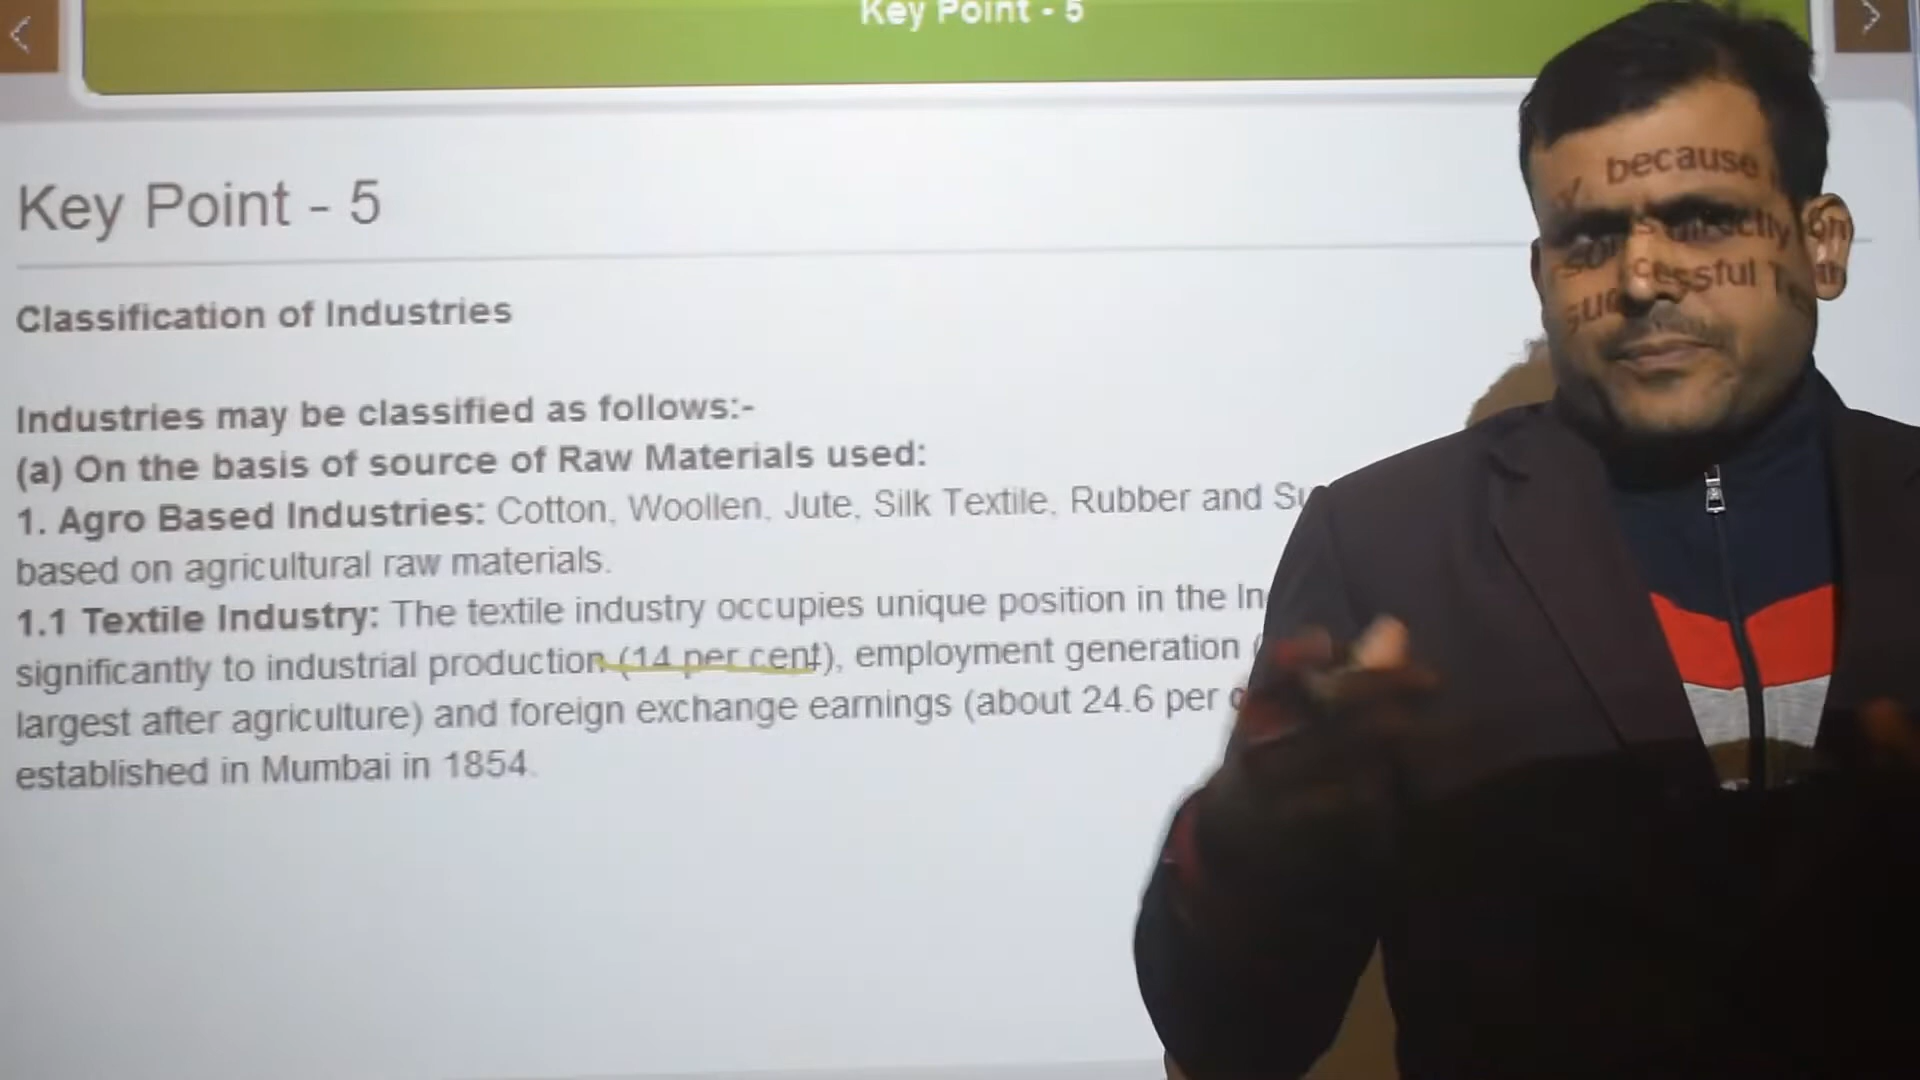 Key Point - 5
Key Point - 5
Classification of Industries
Industries may be classified as follows:-
(a) On the basis of source of Raw Materials used:
1. Agro Based Industries: Cotton, Woollen, Jute, Silk Textile, Rubber and
because
based on agricultural raw materials.
directly on
1.1 Textile Industry: The textile industry occupies unique position in the
significantly to industrial production (14 per cent), employment generation
largest after agriculture) and foreign exchange earnings (about 24.6 per
established in Mumbai in 1854.